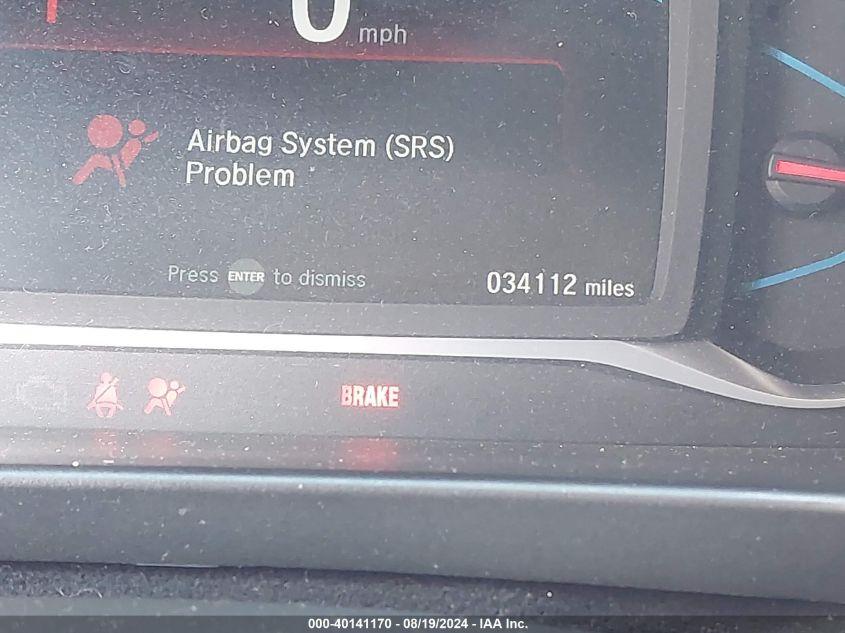 0 mph
Airbag System (SRS)
Problem
Press ENTER to dismiss
034112 miles
BRAKE
000-40141170 - 08/19/2024 - IAA Inc.